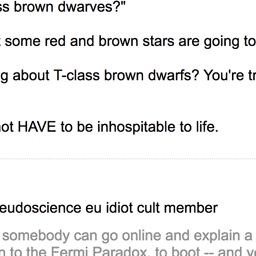 ss brown dwarves?"
some red and brown stars are going to
g about T-class brown dwarfs? You're tr
ot HAVE to be inhospitable to life.
eudoscience eu idiot cult member
somebody can go online and explain a
n to the Fermi Paradox, to boot -- and